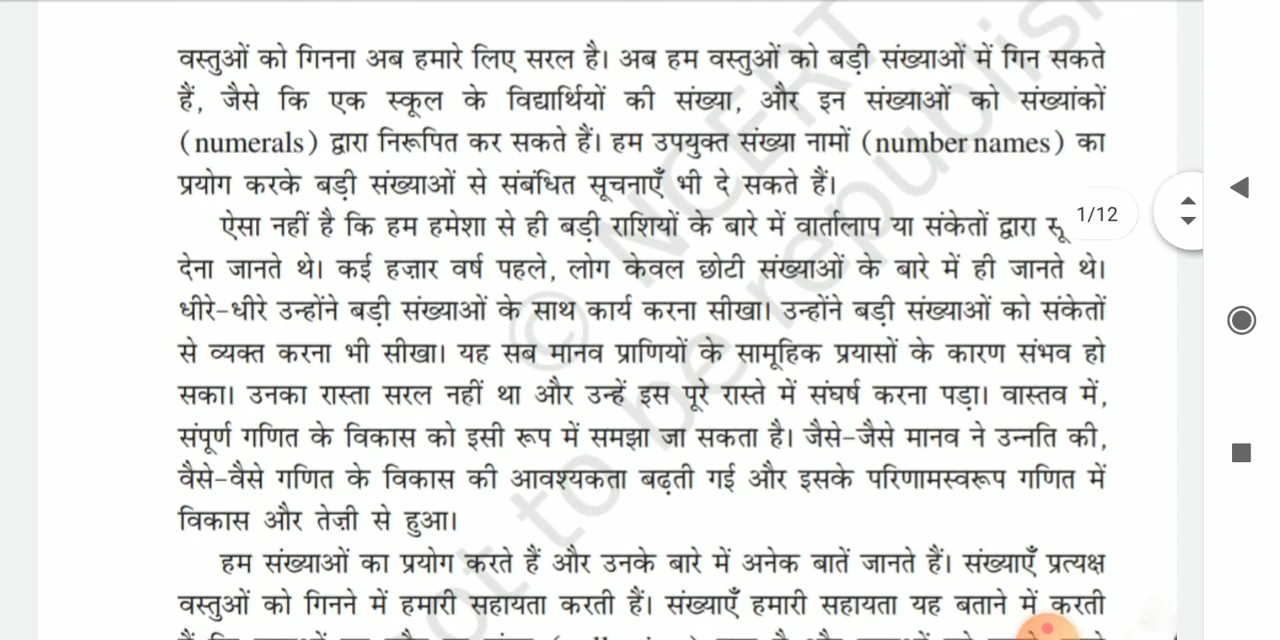 वस्तुओं को गिनना अब हमारे लिए सरल है। अब हम वस्तुओं को बड़ी संख्याओं में गिन सकते
हैं, जैसे कि एक स्कूल के विद्यार्थियों की संख्या, और इन संख्याओं को संख्यांकों
(numerals) द्वारा निरूपित कर सकते हैं। हम उपयुक्त संख्या नामों (number names) का
प्रयोग करके बड़ी संख्याओं से संबंधित सूचनाएँ भी दे सकते हैं।
ऐसा नहीं है कि हम हमेशा से ही बड़ी राशियों के बारे में वार्तालाप या संकेतों द्वारा सू
1/12
देना जानते थे। कई हज़ार वर्ष पहले, लोग केवल छोटी संख्याओं के बारे में ही जानते थे।
धीरे-धीरे उन्होंने बड़ी संख्याओं के साथ कार्य करना सीखा। उन्होंने बड़ी संख्याओं को संकेतों
से व्यक्त करना भी सीखा। यह सब मानव प्राणियों के सामूहिक प्रयासों के कारण संभव हो
सका। उनका रास्ता सरल नहीं था और उन्हें इस पूरे रास्ते में संघर्ष करना पड़ा। वास्तव में,
संपूर्ण गणित के विकास को इसी रूप में समझा जा सकता है। जैसे-जैसे मानव ने उन्नति की,
वैसे-वैसे गणित के विकास की आवश्यकता बढ़ती गई और इसके परिणामस्वरूप गणित में
विकास और तेज़ी से हुआ।
हम संख्याओं का प्रयोग करते हैं और उनके बारे में अनेक बातें जानते हैं। संख्याएँ प्रत्यक्ष
वस्तुओं को गिनने में हमारी सहायता करती हैं। संख्याएँ हमारी सहायता यह बताने में करती
© NCERT
not to be republis